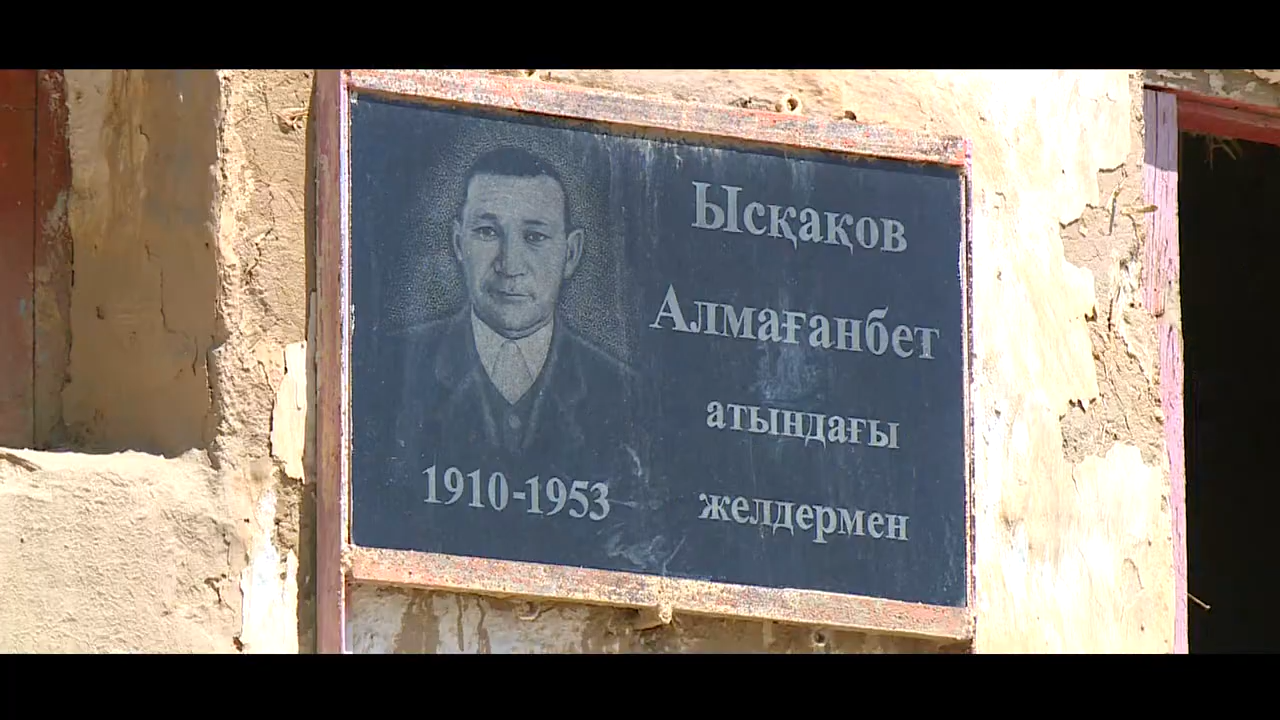 Ысқақов
Алмағанбет
атындағы
желдермен
1910-1953